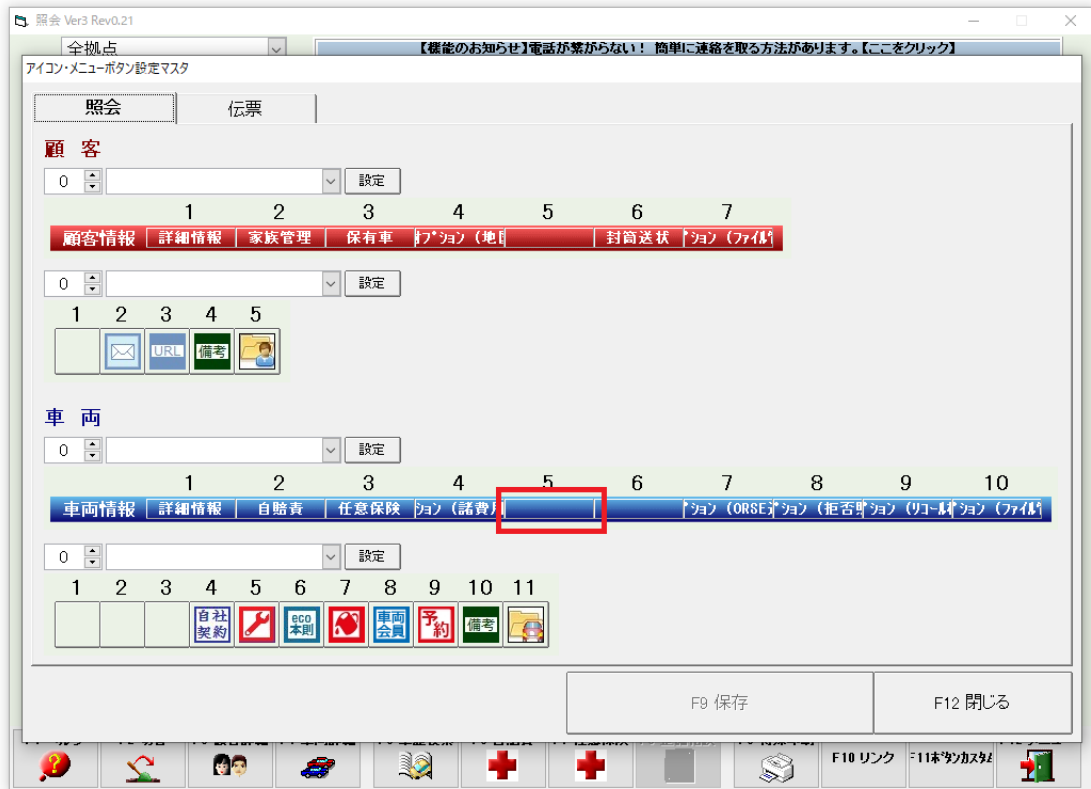 照会 Ver3 Rev0.21
全拠点
【機能のお知らせ】電話が繋がらない！ 簡単に連絡を取る方法があります。【ここをクリック】
アイコン・メニューボタン設定マスタ
照会 伝票
顧 客
0 設定
1 2 3 4 5 6 7
顧客情報 詳細情報 家族管理 保有車 ｵﾌﾟｼｮﾝ（地 封筒送状 ｼｮﾝ（ﾌｧｲﾙ
0 設定
1 2 3 4 5
URL 備考
車 両
0 設定
1 2 3 4 5 6 7 8 9 10
車両情報 詳細情報 自賠責 任意保険 ｼｮﾝ（諸費 ｼｮﾝ（ORSE ｼｮﾝ（拒否 ｼｮﾝ（ﾘｺｰﾙ ｼｮﾝ（ﾌｧｲﾙ
0 設定
1 2 3 4 5 6 7 8 9 10 11
自社契約 eco本則 車両会員 予約 備考
F9 保存 F12 閉じる
F10 リンク F11ﾎﾞﾀﾝｶｽﾀﾑ